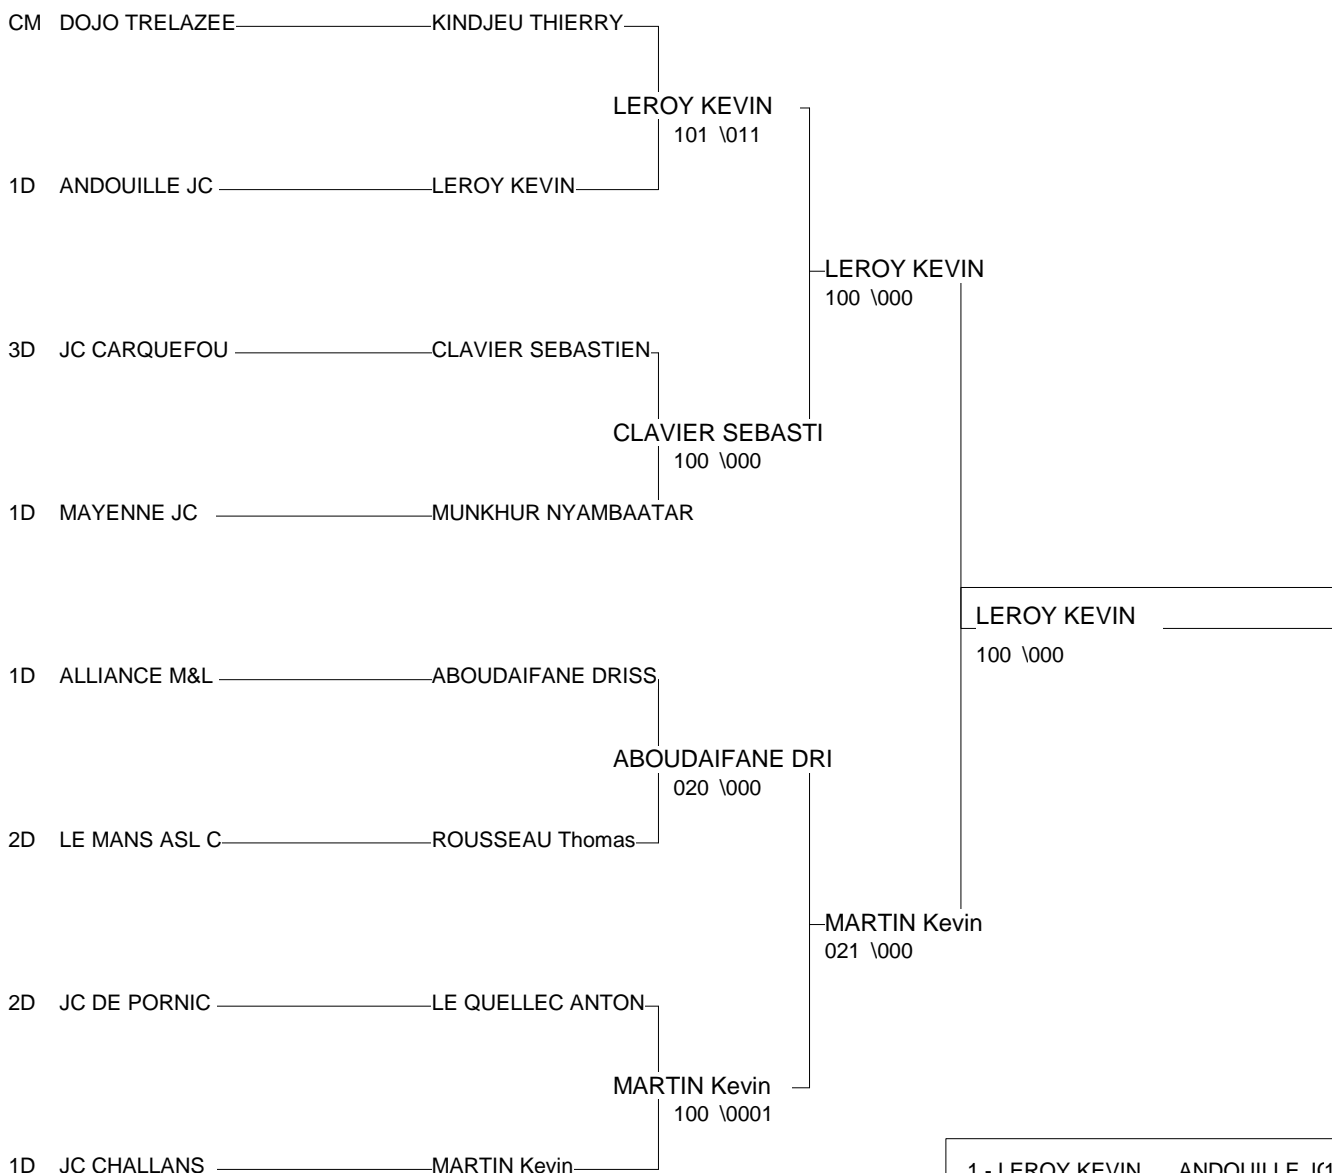 CM DOJO TRELAZEE KINDJEU THIERRY
LEROY KEVIN
101 \011
1D ANDOUILLE JC LEROY KEVIN
LEROY KEVIN
100 \000
3D JC CARQUEFOU CLAVIER SEBASTIEN
CLAVIER SEBASTI
100 \000
1D MAYENNE JC MUNKHUR NYAMBAATAR
LEROY KEVIN
100 \000
1D ALLIANCE M&L ABOUDAIFANE DRISS
ABOUDAIFANE DRI
020 \000
2D LE MANS ASL C ROUSSEAU Thomas
MARTIN Kevin
021 \000
2D JC DE PORNIC LE QUELLEC ANTON
MARTIN Kevin
100 \0001
1D JC CHALLANS MARTIN Kevin
1 - LEROY KEVIN ANDOUILLE